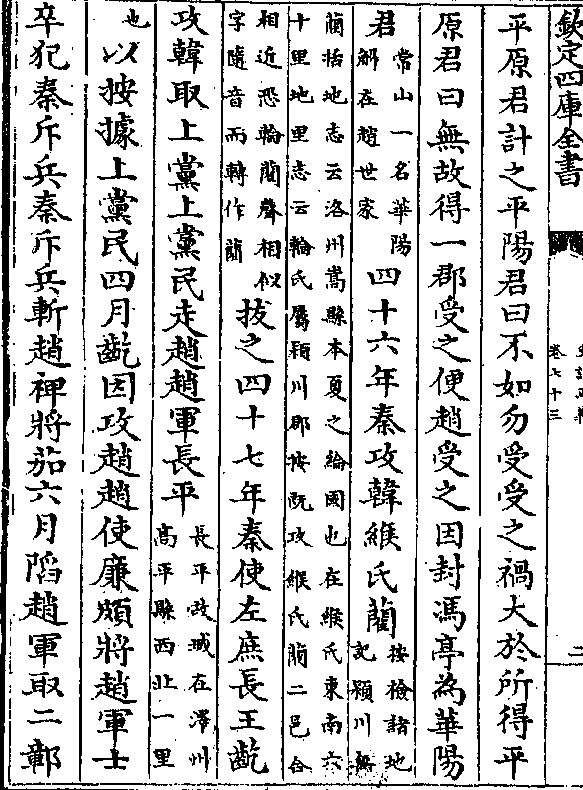 欽定四庫全書
卷七十三
二
平原君計之平陽君曰不如勿受受之禍大於所得平
原君曰無故得一郡受之便趙受之因封馮亭為華陽
君
常山一名華陽
解在趙世家
四十六年秦攻韓緱氏藺
按檢諸地
記潁川無
藺括地志云洛州嵩縣本夏之綸國也在緱氏東南六
十里地里志云輪氏屬潁川郡按既攻緱氏藺二邑合
相近恐輪藺聲相似
字隨音而轉作藺
拔之四十七年秦使左庶長王齕
攻韓取上黨上黨民走趙趙軍長平
長平故城在澤州
高平縣西北一里
也
以按據上黨民四月齕因攻趙趙使廉頗將趙軍士
卒犯秦斥兵秦斥兵斬趙裨將茄六月䧟趙軍取二鄣